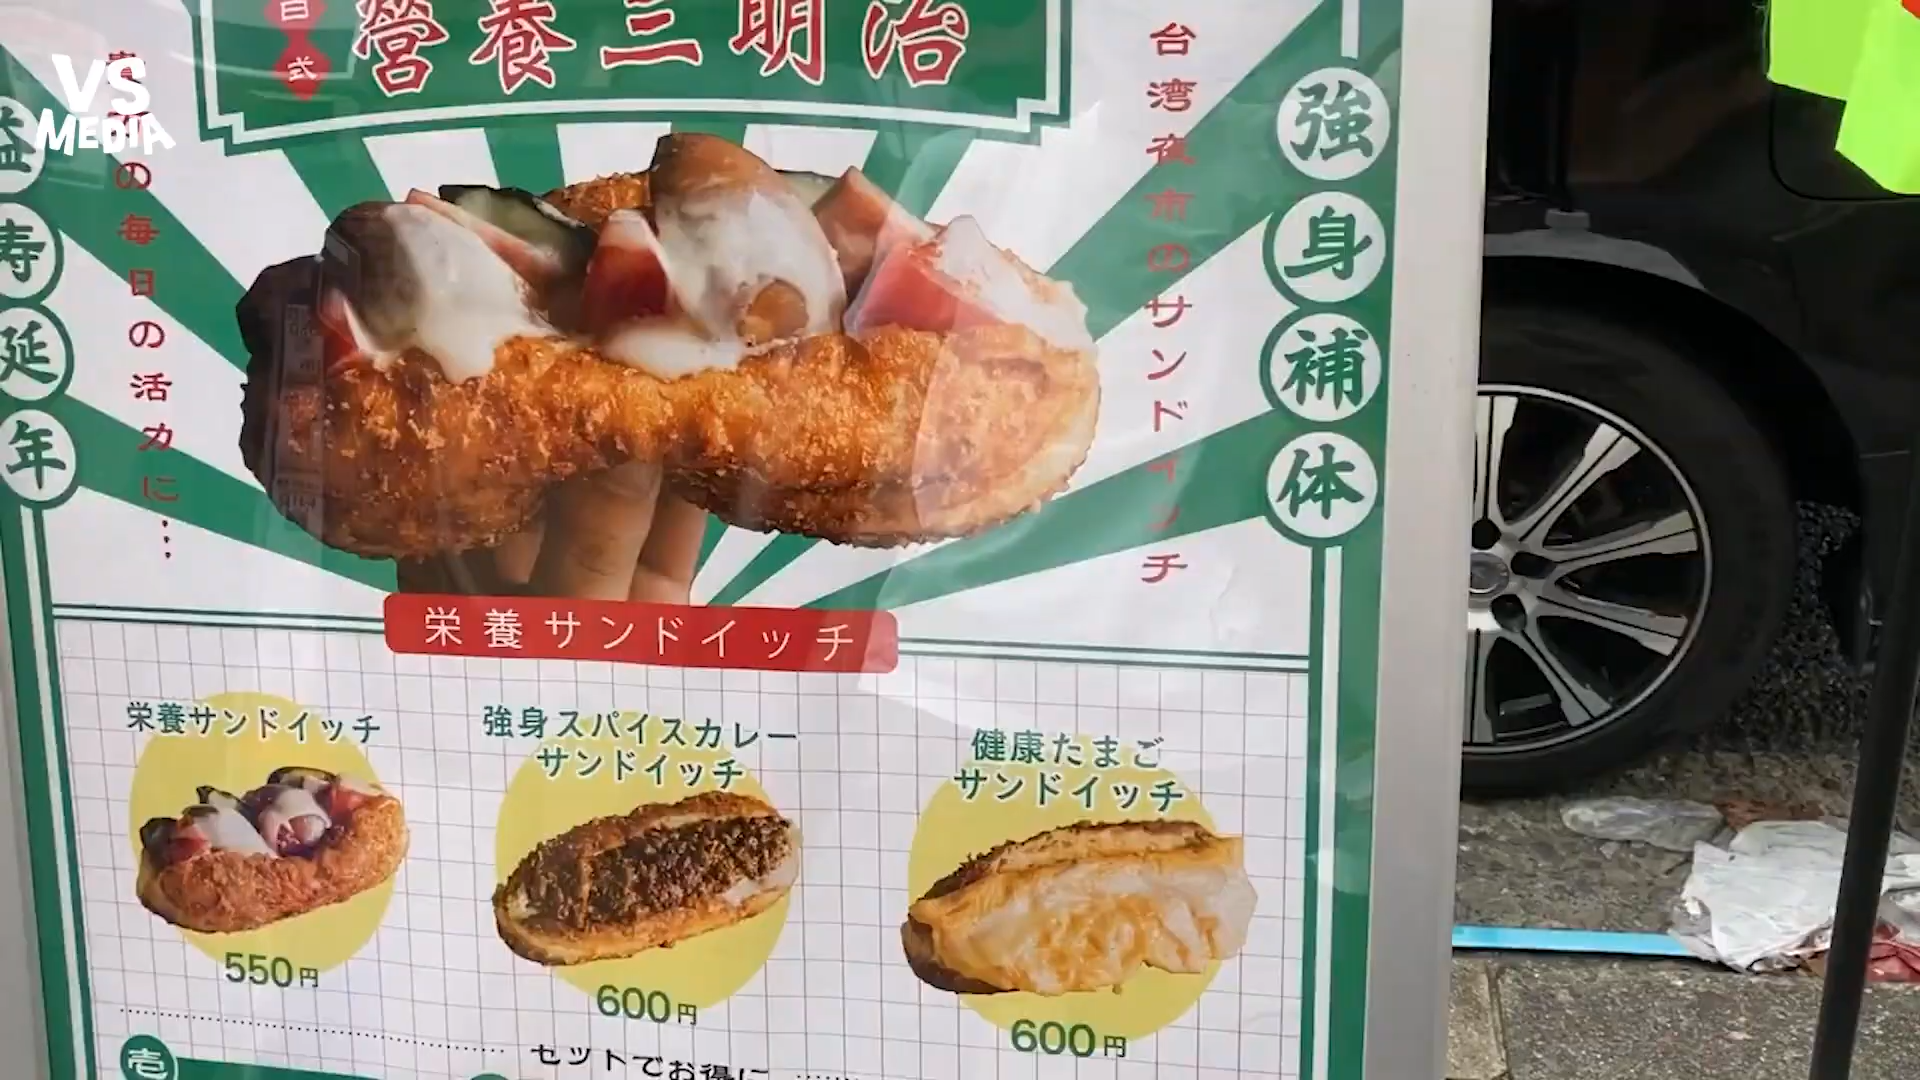 VS
MEDIA
式
營養三明治
の毎日の活力に…
台湾夜市のサンドイッチ
益寿延年
強身補体
栄養サンドイッチ
栄養サンドイッチ
550円
強身スパイスカレー
サンドイッチ
600円
健康たまご
サンドイッチ
600円
セットでお得に
壱